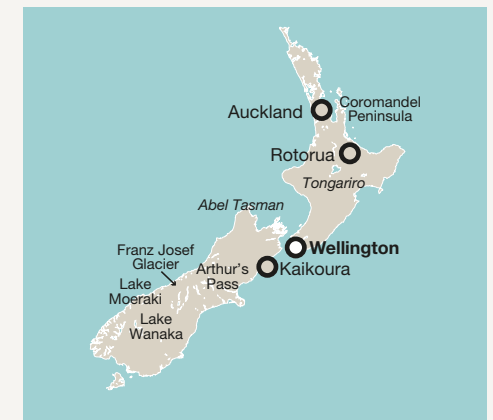 Auckland
Coromandel
Peninsula
Rotorua
Tongariro
Abel Tasman
Wellington
Franz Josef
Glacier
Arthur's
Pass
Kaikoura
Lake
Moeraki
Lake
Wanaka